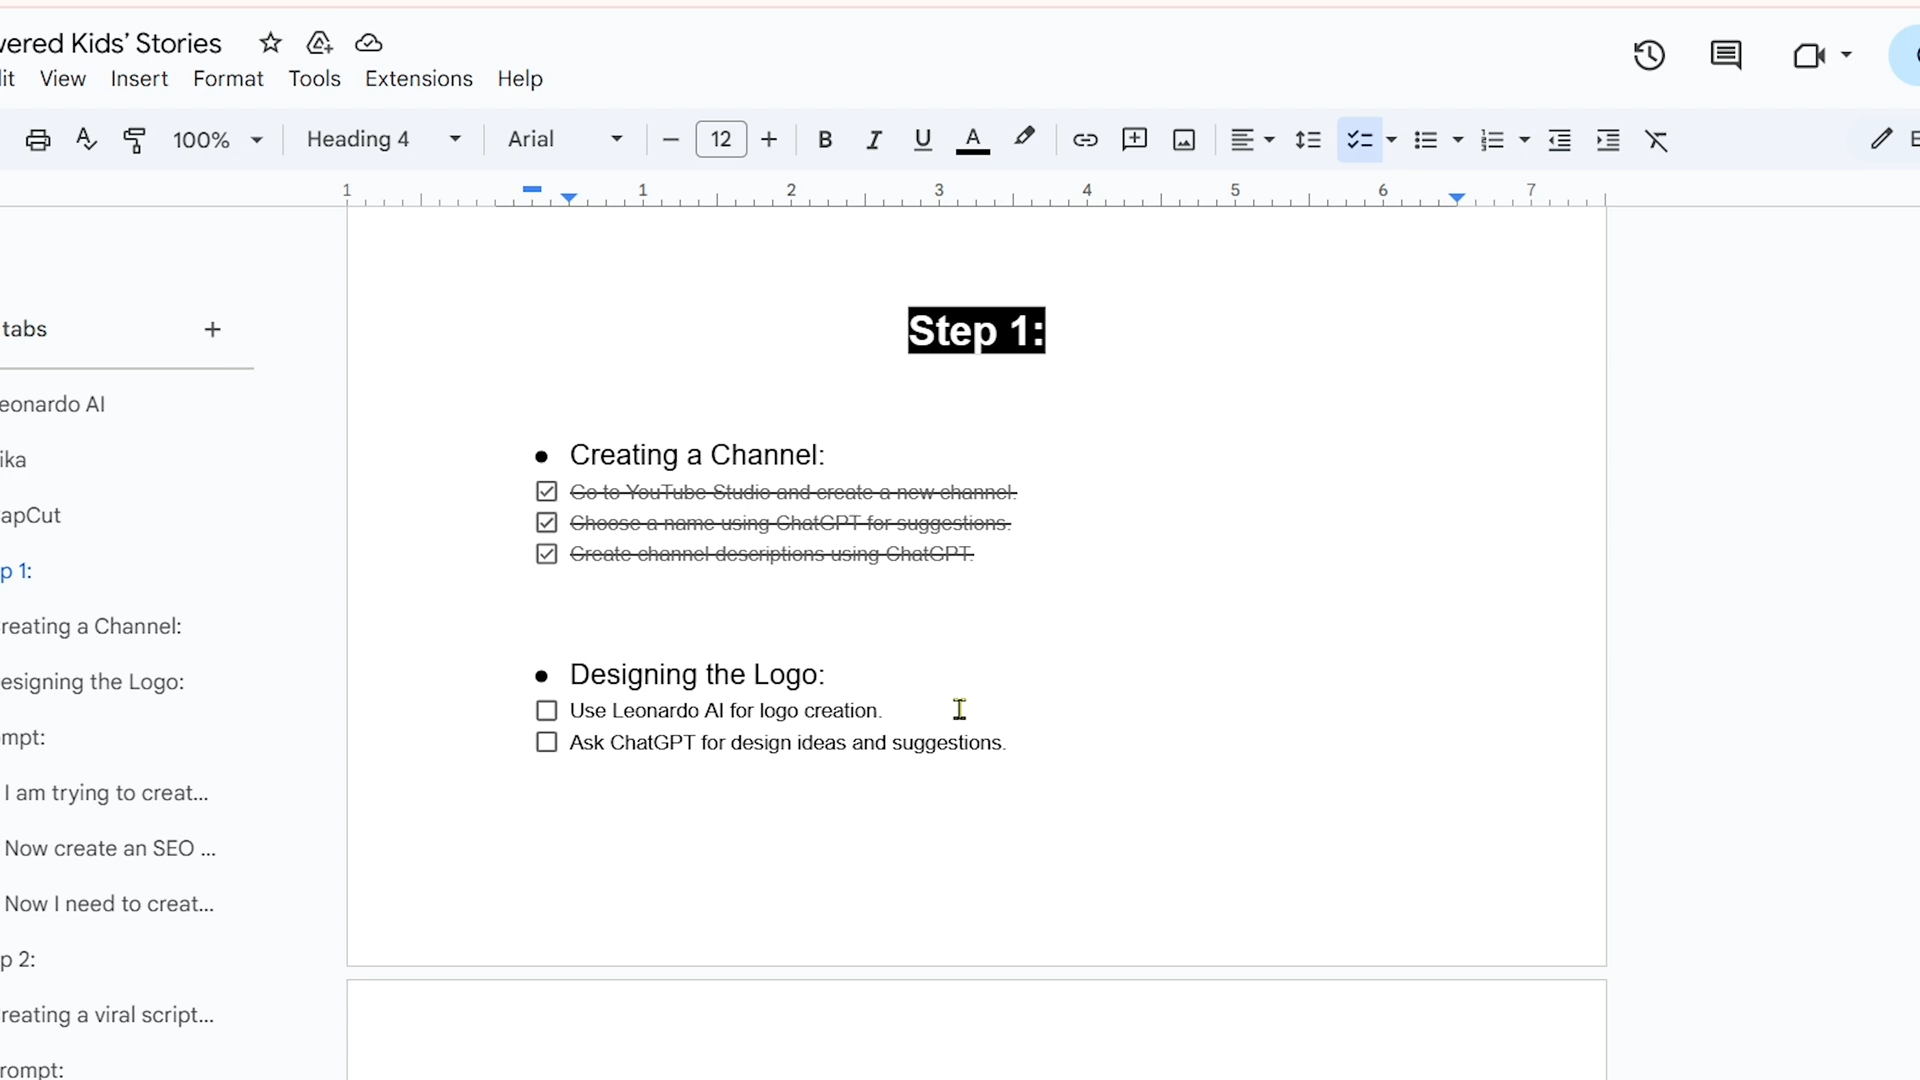 wered Kids' Stories
it View Insert Format Tools Extensions Help
100% Heading 4 Arial 12 B I U A E
1 1 2 3 4 5 6 7
tabs
eonardo AI
ika
apCut
p 1:
reating a Channel:
esigning the Logo:
mpt:
I am trying to creat...
Now create an SEO ...
Now I need to creat...
p 2:
reating a viral script...
rompt:
Step 1:
Creating a Channel:
Go to YouTube Studio and create a new channel.
Choose a name using ChatGPT for suggestions.
Create channel descriptions using ChatGPT.
Designing the Logo:
Use Leonardo AI for logo creation.
Ask ChatGPT for design ideas and suggestions.